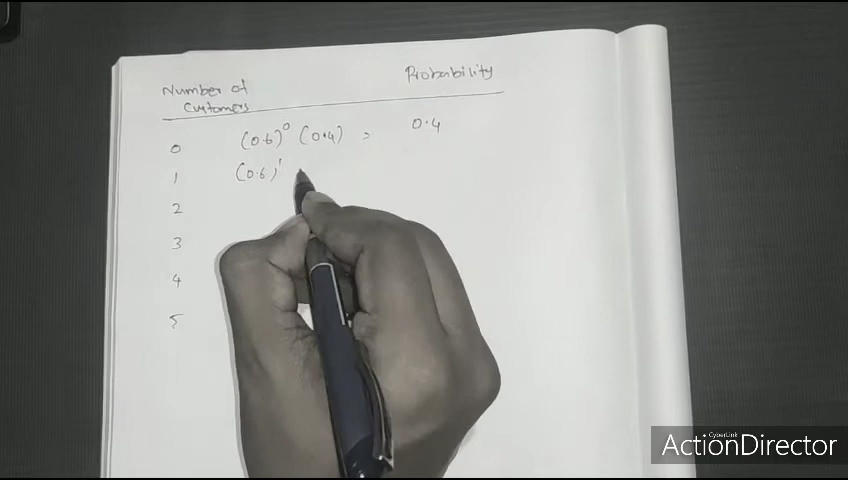 Number of Probability
Customers
0 (0.6)⁰ (0.4) = 0.4
1 (0.6)¹
2
3
4
5
CyberLink
ActionDirector